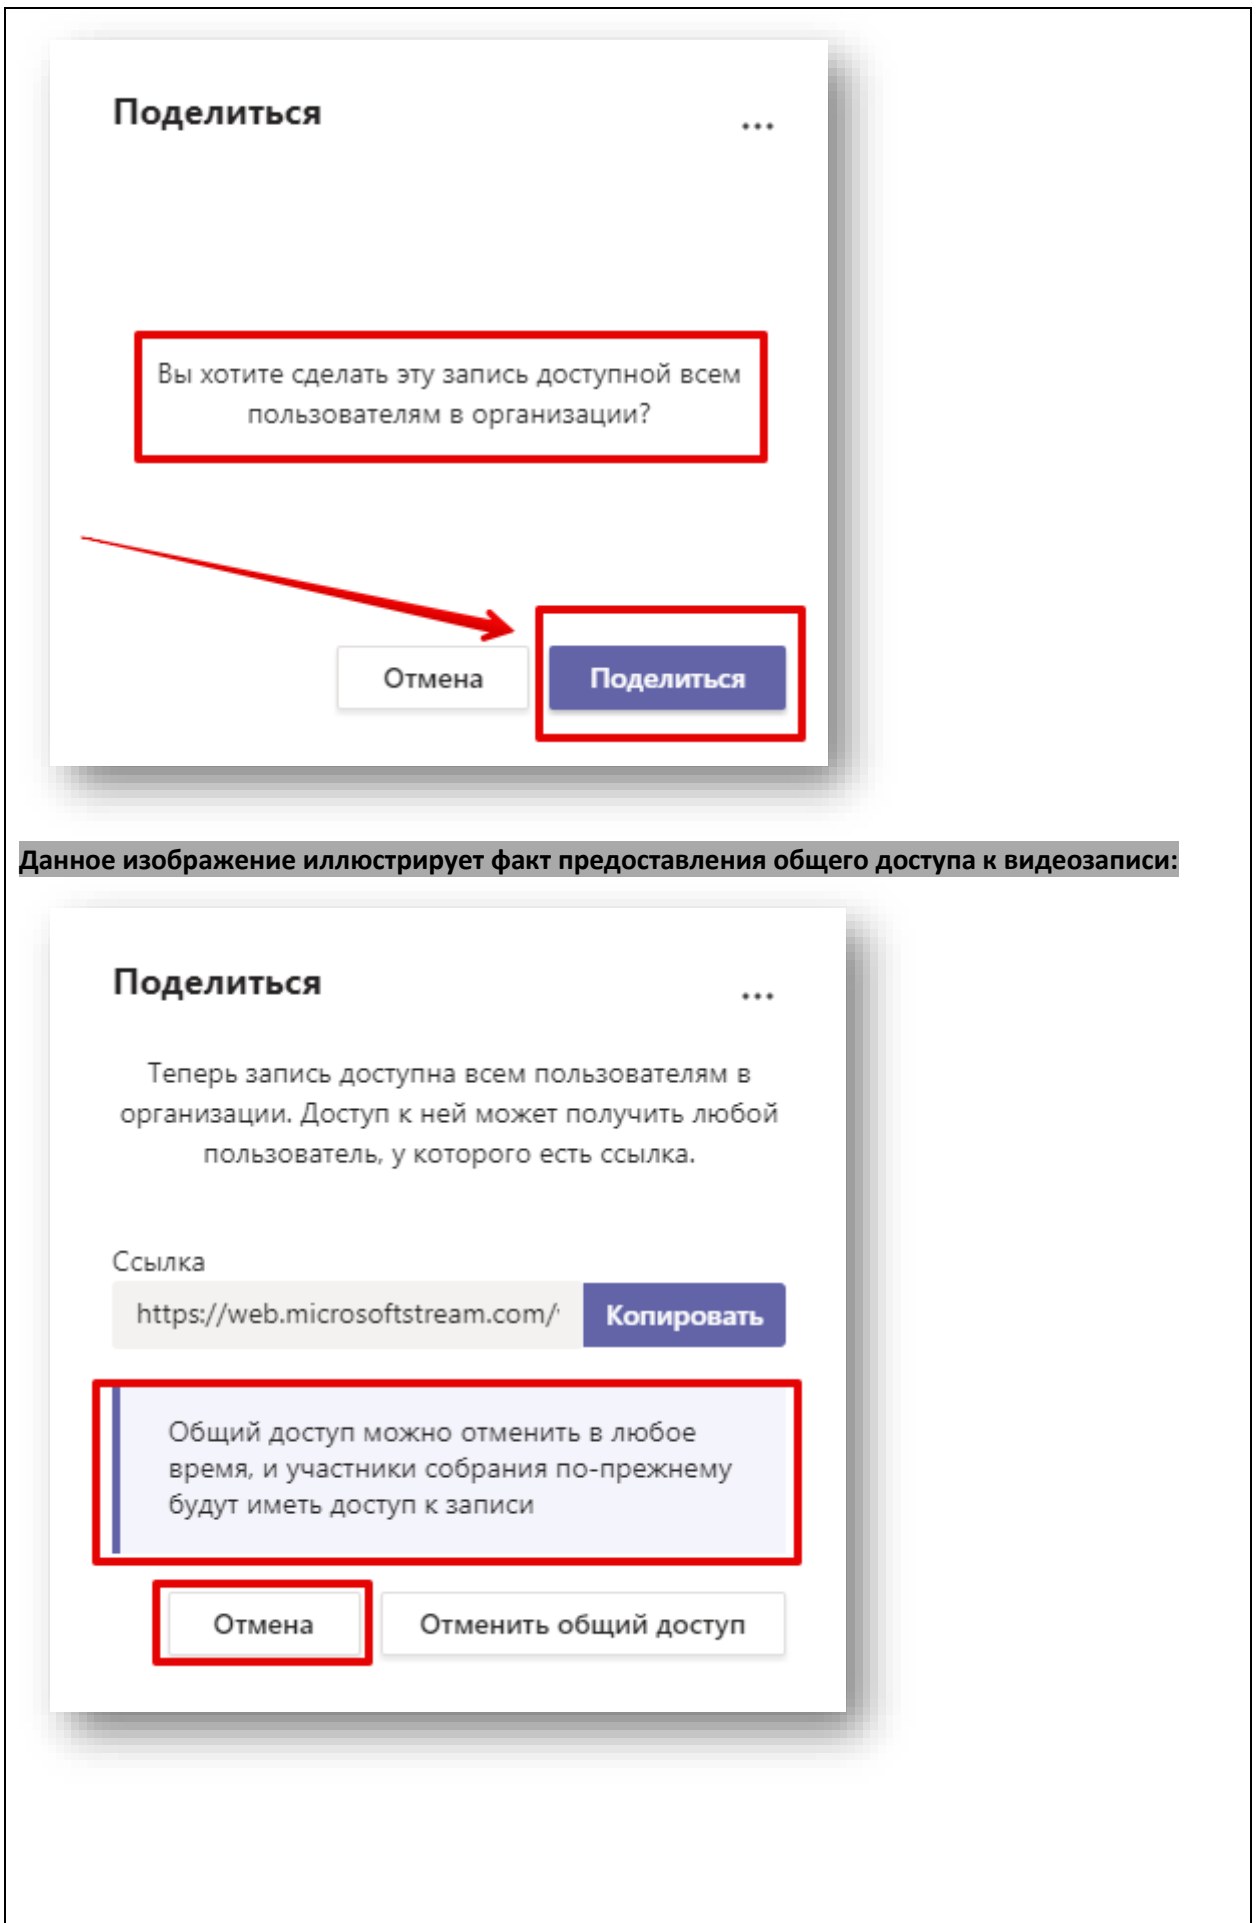 Поделиться
...
Вы хотите сделать эту запись доступной всем
пользователям в организации?
Отмена
Поделиться
Данное изображение иллюстрирует факт предоставления общего доступа к видеозаписи:
Поделиться
...
Теперь запись доступна всем пользователям в
организации. Доступ к ней может получить любой
пользователь, у которого есть ссылка.
Ссылка
https://web.microsoftstream.com/
Копировать
Общий доступ можно отменить в любое
время, и участники собрания по-прежнему
будут иметь доступ к записи
Отмена
Отменить общий доступ